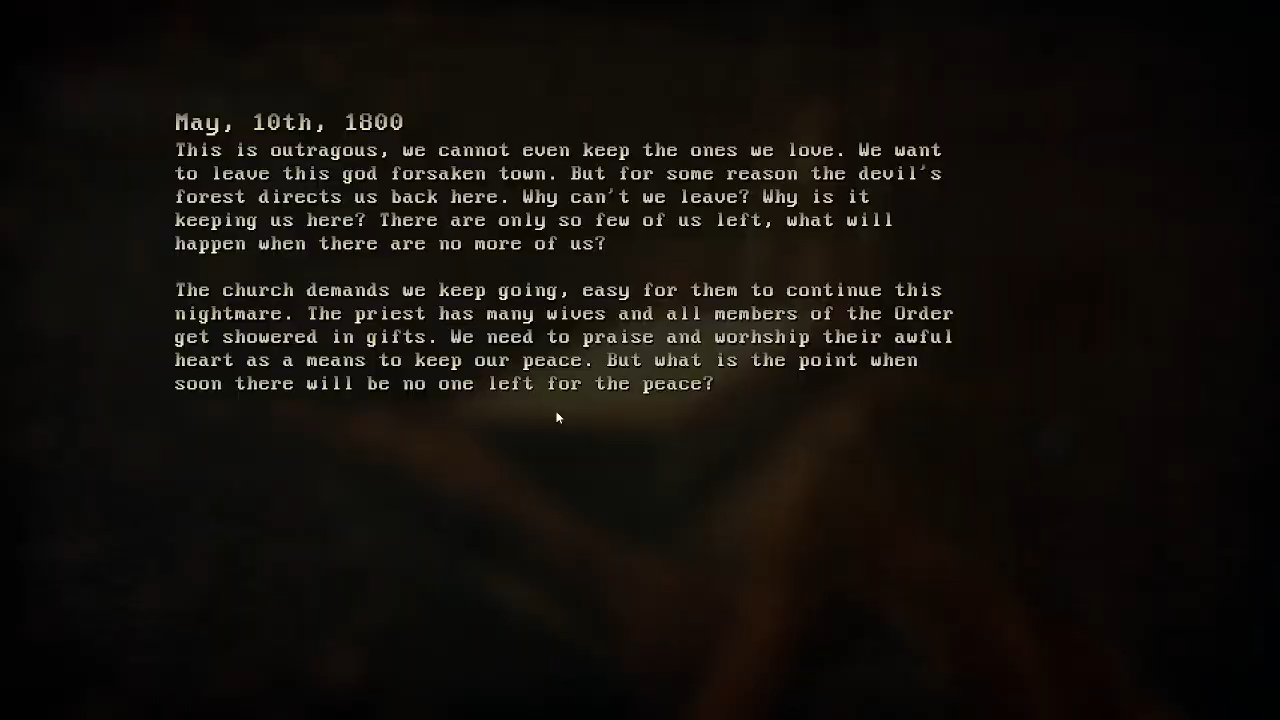 May, 10th, 1800
This is outragous, we cannot even keep the ones we love. We want
to leave this god forsaken town. But for some reason the devil's
forest directs us back here. Why can't we leave? Why is it
keeping us here? There are only so few of us left, what will
happen when there are no more of us?
The church demands we keep going, easy for them to continue this
nightmare. The priest has many wives and all members of the Order
get showered in gifts. We need to praise and worhship their awful
heart as a means to keep our peace. But what is the point when
soon there will be no one left for the peace?